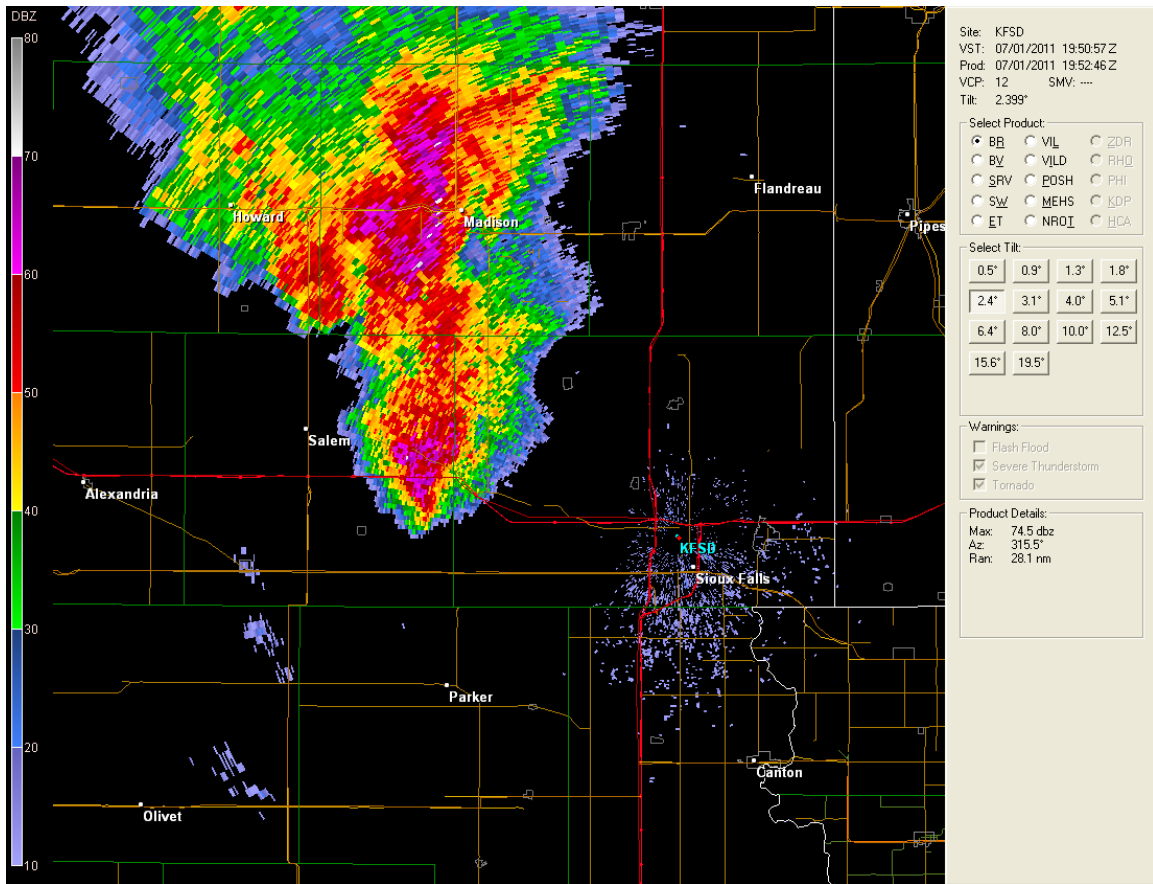 DBZ
80
70
60
50
40
30
20
10
Howard
Madison
Flandreau
Pipes
Salem
Alexandria
KFSD
Sioux Falls
Parker
Canton
Olivet
Site: KFSD
VST: 07/01/2011 19:50:57 Z
Prod: 07/01/2011 19:52:46 Z
VCP: 12 SMV: ----
Tilt: 2.399°
Select Product:
BR VIL ZDR
BV VILD RHO
SRV POSH PHI
SW MEHS KDP
ET NROT HCA
Select Tilt:
0.5° 0.9° 1.3° 1.8°
2.4° 3.1° 4.0° 5.1°
6.4° 8.0° 10.0° 12.5°
15.6° 19.5°
Warnings:
Flash Flood
Severe Thunderstorm
Tornado
Product Details:
Max: 74.5 dbz
Az: 315.5°
Ran: 28.1 nm